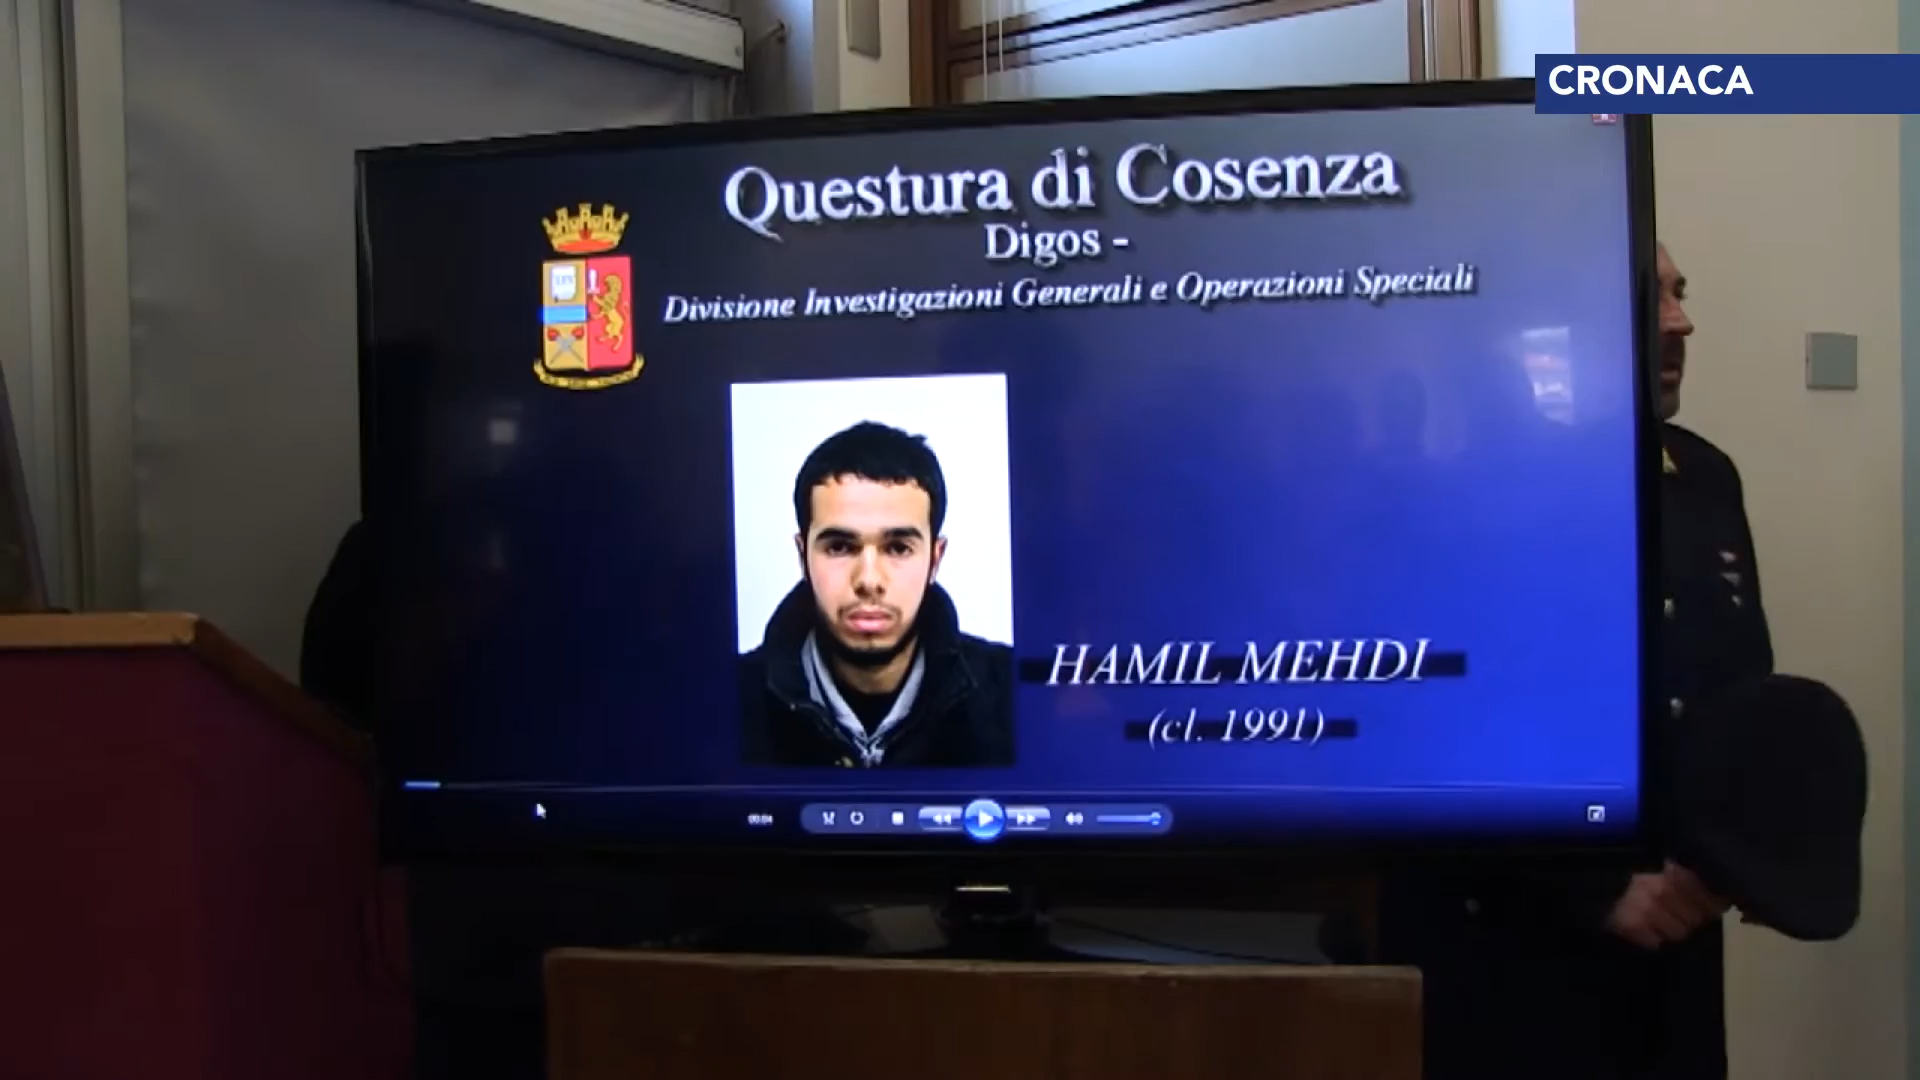 CRONACA
Questura di Cosenza
Digos -
Divisione Investigazioni Generali e Operazioni Speciali
HAMIL MEHDI
(cl. 1991)